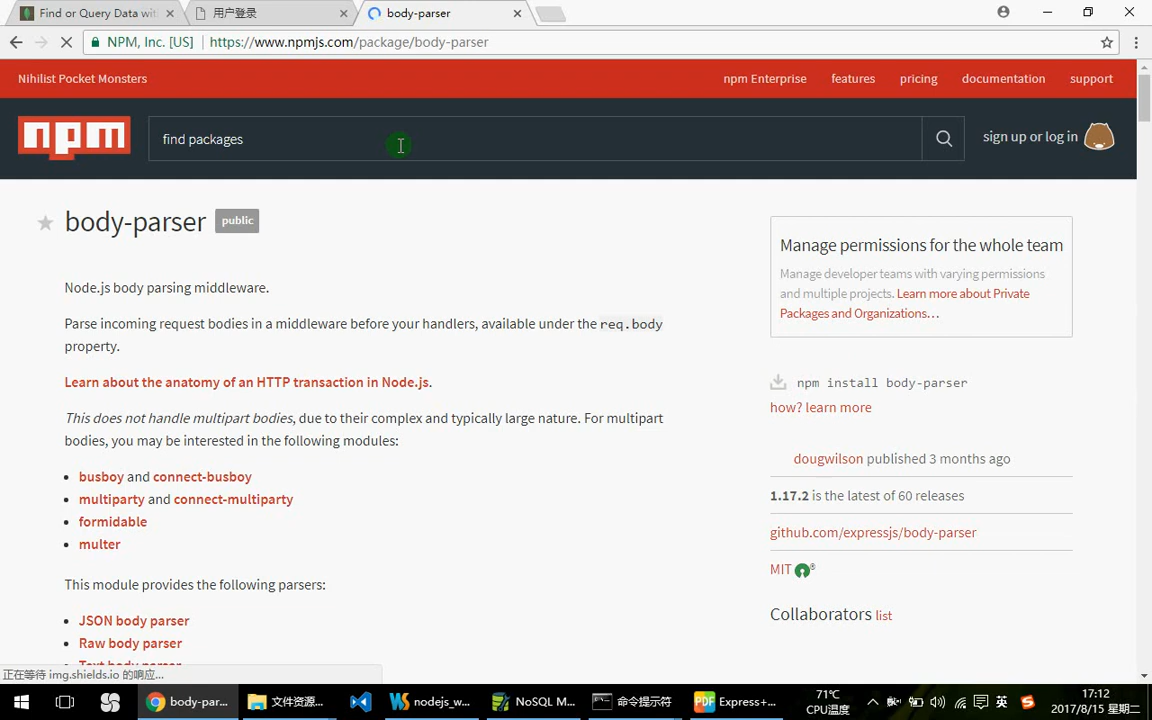 Find or Query Data wit
用户登录
body-parser
NPM, Inc. [US]
https://www.npmjs.com/package/body-parser
Nihilist Pocket Monsters
npm Enterprise
features
pricing
documentation
support
npm
find packages
sign up or log in
body-parser
public
Node.js body parsing middleware.
Parse incoming request bodies in a middleware before your handlers, available under the req.body
property.
Learn about the anatomy of an HTTP transaction in Node.js.
This does not handle multipart bodies, due to their complex and typically large nature. For multipart
bodies, you may be interested in the following modules:
busboy and connect-busboy
multiparty and connect-multiparty
formidable
multer
This module provides the following parsers:
JSON body parser
Raw body parser
Text body parser
Manage permissions for the whole team
Manage developer teams with varying permissions
and multiple projects. Learn more about Private
Packages and Organizations…
npm install body-parser
how? learn more
dougwilson published 3 months ago
1.17.2 is the latest of 60 releases
github.com/expressjs/body-parser
MIT
Collaborators list
正在等待 img.shields.io 的响应...
body-par...
文件资源...
nodejs_w...
NoSQL M...
命令提示符
Express+...
71℃
CPU温度
英
17:12
2017/8/15 星期二